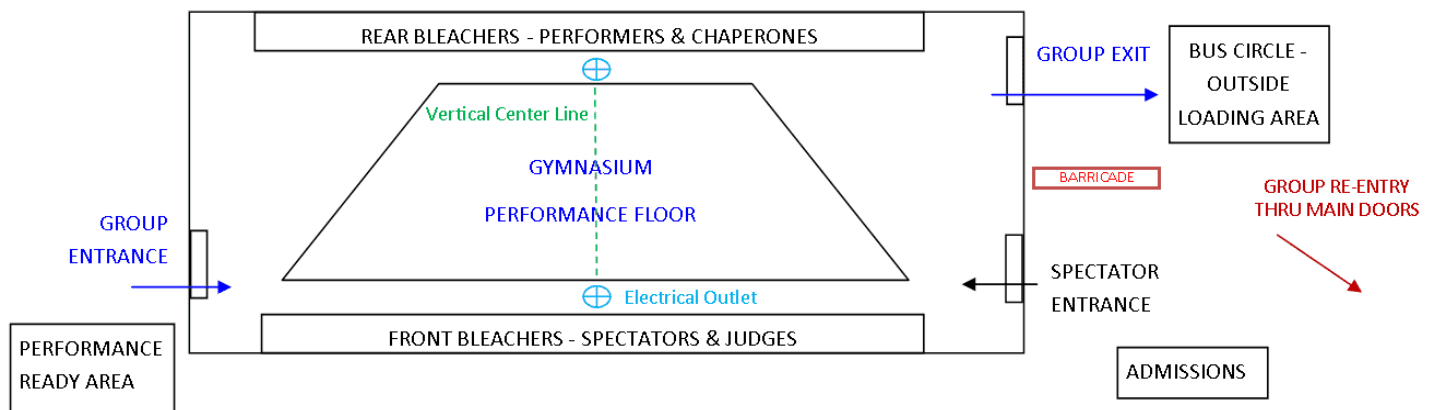 REAR BLEACHERS - PERFORMERS & CHAPERONES
GROUP EXIT
BUS CIRCLE -
OUTSIDE
LOADING AREA
Vertical Center Line
GYMNASIUM
PERFORMANCE FLOOR
BARRICADE
GROUP RE-ENTRY
THRU MAIN DOORS
GROUP
ENTRANCE
SPECTATOR
ENTRANCE
Electrical Outlet
FRONT BLEACHERS - SPECTATORS & JUDGES
PERFORMANCE
READY AREA
ADMISSIONS